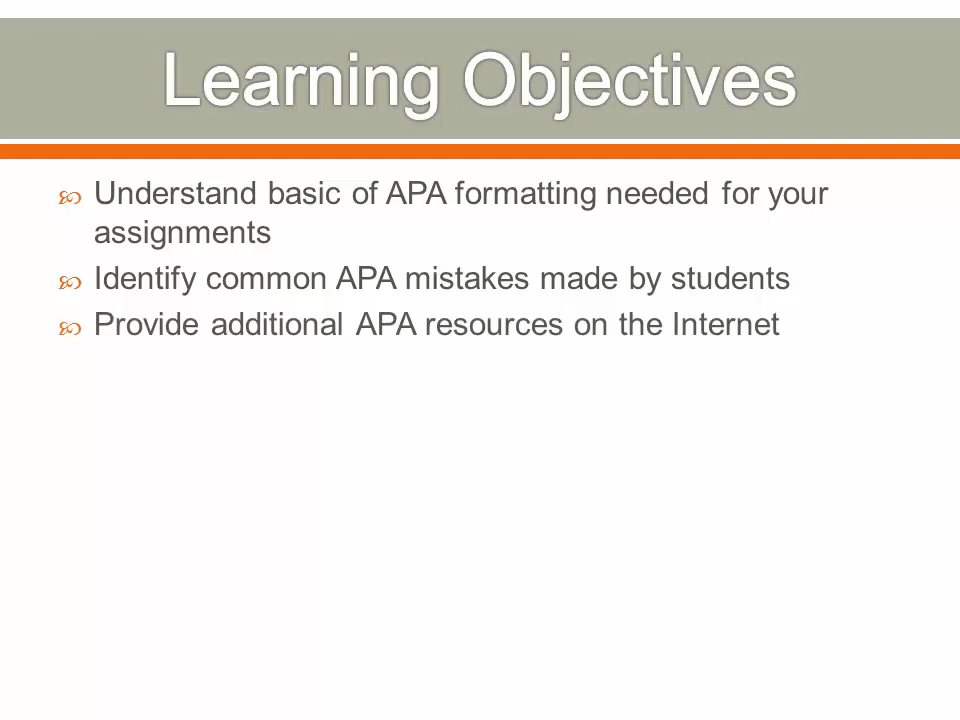 Learning Objectives
Understand basic of APA formatting needed for your
assignments
Identify common APA mistakes made by students
Provide additional APA resources on the Internet